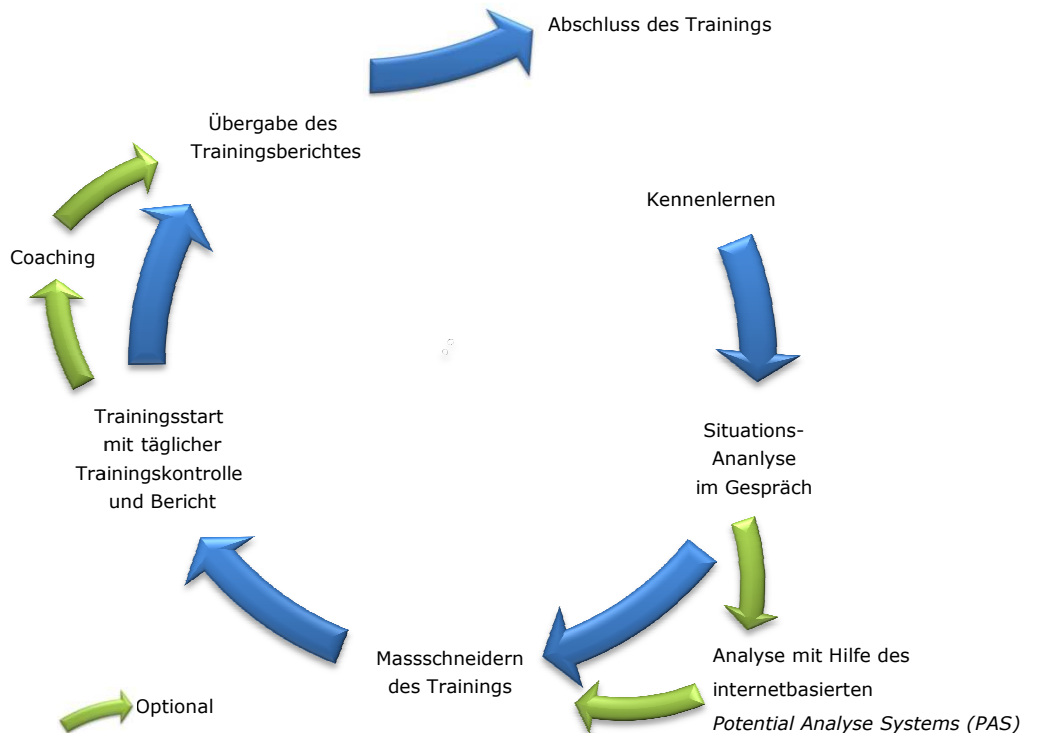 Abschluss des Trainings
Übergabe des
Trainingsberichtes
Kennenlernen
Coaching
Trainingsstart
mit täglicher
Trainingskontrolle
und Bericht
Situations-
Ananlyse
im Gespräch
Massschneidern
des Trainings
Analyse mit Hilfe des
internetbasierten
Potential Analyse Systems (PAS)
Optional